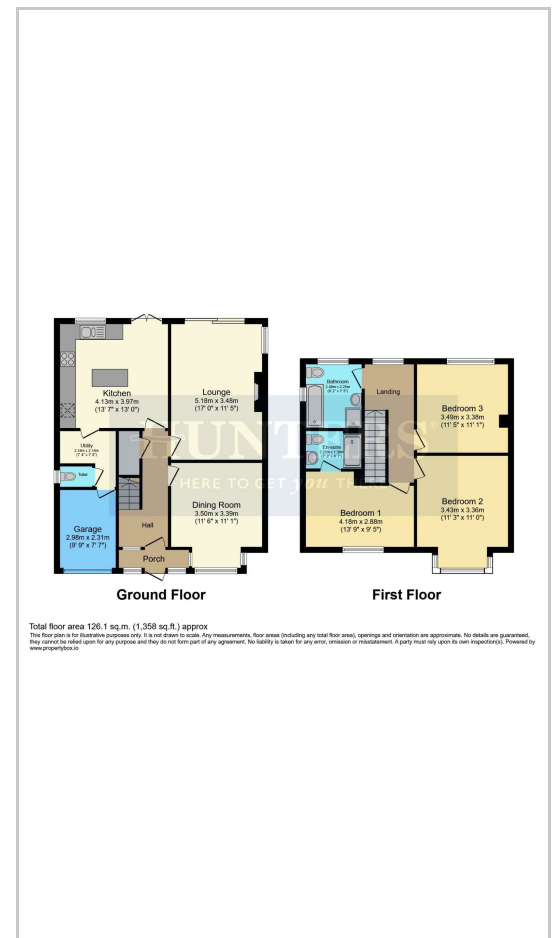 Kitchen
4.13m x 3.97m
(13' 7" x 13' 0")
Lounge
5.18m x 3.48m
(17' 0" x 11' 5")
Utility
Toilet
Garage
2.98m x 2.31m
(9' 9" x 7' 7")
Hall
Porch
Dining Room
3.50m x 3.39m
(11' 6" x 11' 1")
Ground Floor
Bathroom
Landing
Bedroom 3
3.49m x 3.38m
(11' 5" x 11' 1")
En-suite
Bedroom 1
4.18m x 2.88m
(13' 9" x 9' 5")
Bedroom 2
3.43m x 3.36m
(11' 3" x 11' 0")
First Floor
HUNTERS
HERE TO GET you THERE
Total floor area 126.1 sq.m. (1,358 sq.ft.) approx
This floor plan is for illustrative purposes only. It is not drawn to scale. Any measurements, floor areas (including any total floor area), openings and orientation are approximate. No details are guaranteed,
they cannot be relied upon for any purpose and they do not form part of any agreement. No liability is taken for any error, omission or misstatement. A party must rely upon its own inspection(s). Powered by
www.propertybox.io